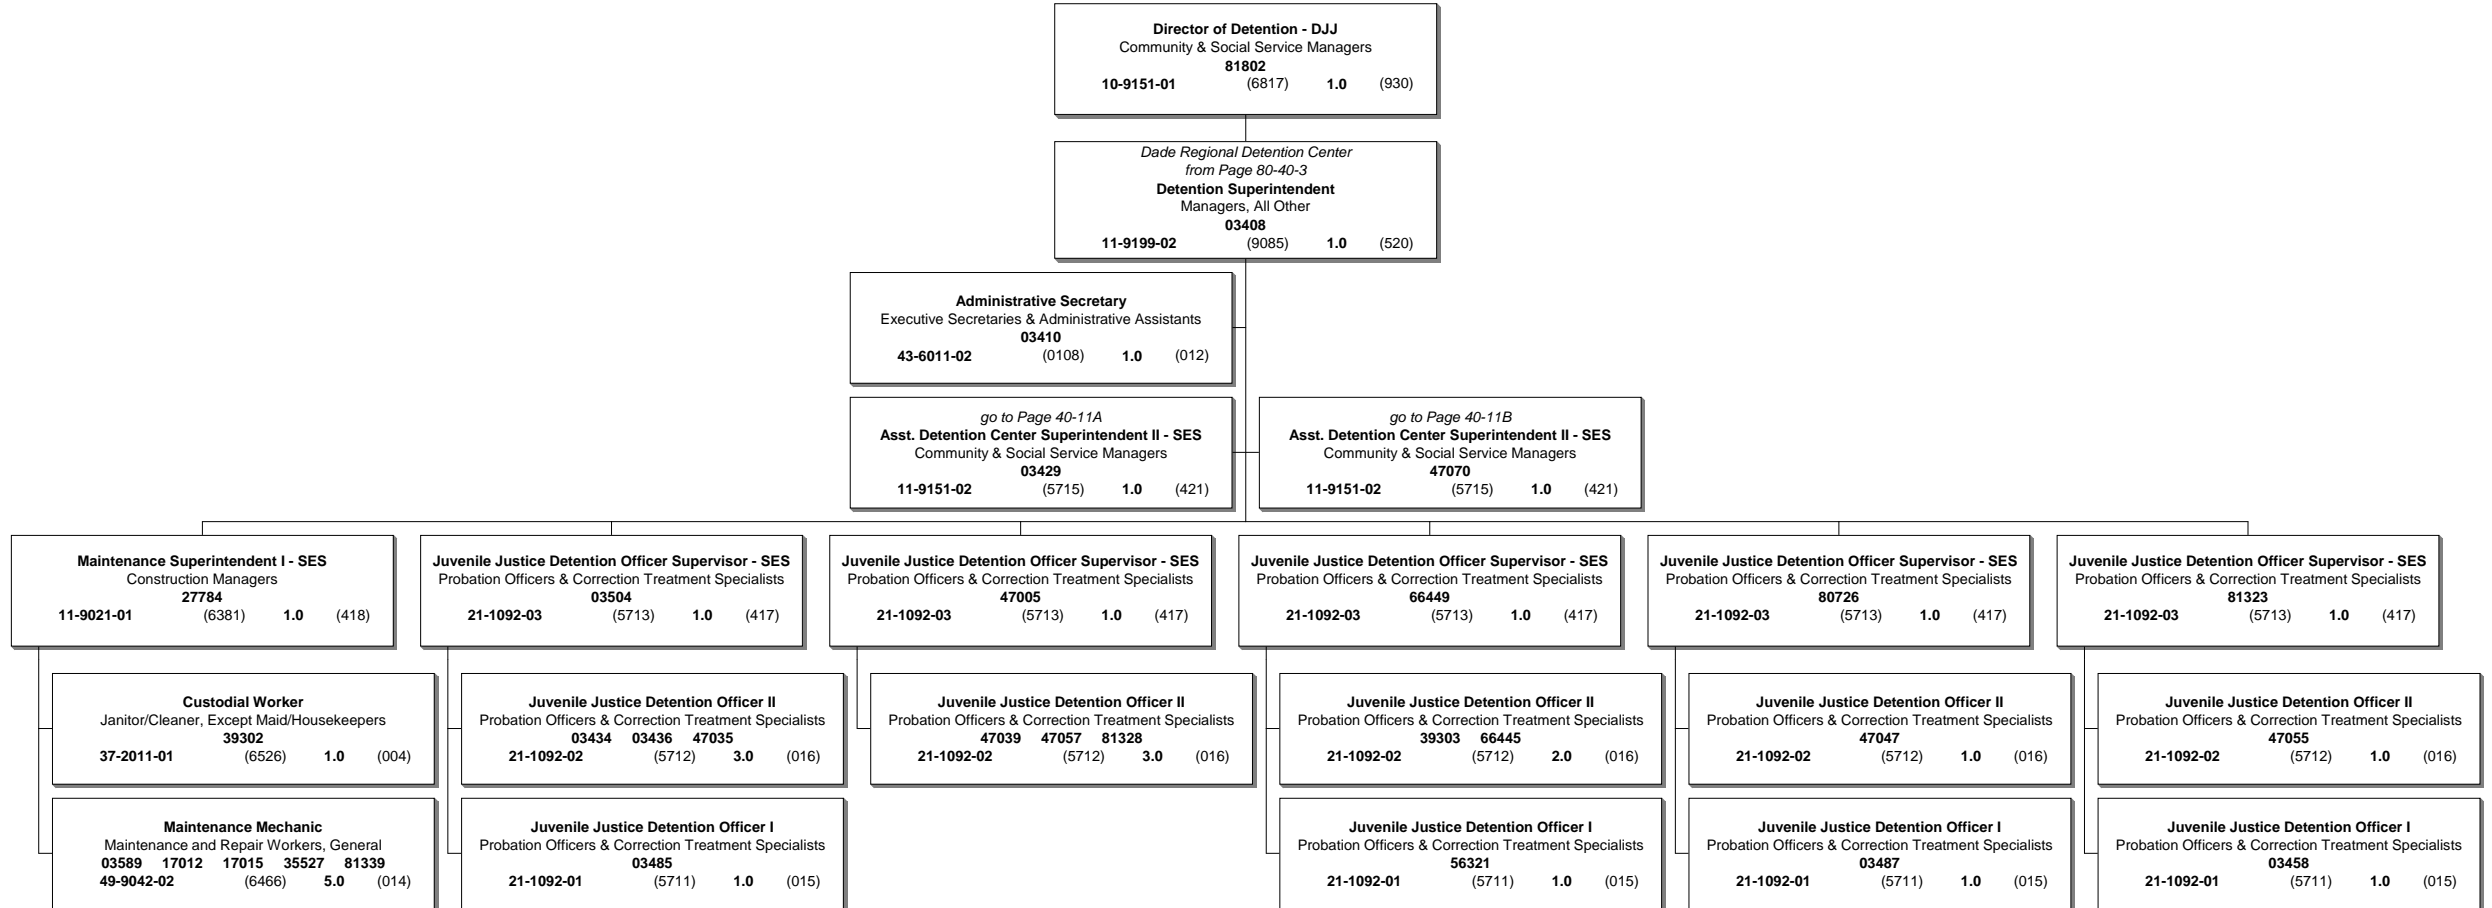 Director of Detention - DJJ
Community & Social Service Managers
81802
10-9151-01 (6817) 1.0 (930)
Dade Regional Detention Center
from Page 80-40-3
Detention Superintendent
Managers, All Other
03408
11-9199-02 (9085) 1.0 (520)
Administrative Secretary
Executive Secretaries & Administrative Assistants
03410
43-6011-02 (0108) 1.0 (012)
go to Page 40-11A
Asst. Detention Center Superintendent II - SES
Community & Social Service Managers
03429
11-9151-02 (5715) 1.0 (421)
go to Page 40-11B
Asst. Detention Center Superintendent II - SES
Community & Social Service Managers
47070
11-9151-02 (5715) 1.0 (421)
Maintenance Superintendent I - SES
Construction Managers
27784
11-9021-01 (6381) 1.0 (418)
Juvenile Justice Detention Officer Supervisor - SES
Probation Officers & Correction Treatment Specialists
03504
21-1092-03 (5713) 1.0 (417)
Juvenile Justice Detention Officer Supervisor - SES
Probation Officers & Correction Treatment Specialists
47005
21-1092-03 (5713) 1.0 (417)
Juvenile Justice Detention Officer Supervisor - SES
Probation Officers & Correction Treatment Specialists
66449
21-1092-03 (5713) 1.0 (417)
Juvenile Justice Detention Officer Supervisor - SES
Probation Officers & Correction Treatment Specialists
80726
21-1092-03 (5713) 1.0 (417)
Juvenile Justice Detention Officer Supervisor - SES
Probation Officers & Correction Treatment Specialists
81323
21-1092-03 (5713) 1.0 (417)
Custodial Worker
Janitor/Cleaner, Except Maid/Housekeepers
39302
37-2011-01 (6526) 1.0 (004)
Juvenile Justice Detention Officer II
Probation Officers & Correction Treatment Specialists
03434 03436 47035
21-1092-02 (5712) 3.0 (016)
Juvenile Justice Detention Officer II
Probation Officers & Correction Treatment Specialists
47039 47057 81328
21-1092-02 (5712) 3.0 (016)
Juvenile Justice Detention Officer II
Probation Officers & Correction Treatment Specialists
39303 66445
21-1092-02 (5712) 2.0 (016)
Juvenile Justice Detention Officer II
Probation Officers & Correction Treatment Specialists
47047
21-1092-02 (5712) 1.0 (016)
Juvenile Justice Detention Officer II
Probation Officers & Correction Treatment Specialists
47055
21-1092-02 (5712) 1.0 (016)
Maintenance Mechanic
Maintenance and Repair Workers, General
03589 17012 17015 35527 81339
49-9042-02 (6466) 5.0 (014)
Juvenile Justice Detention Officer I
Probation Officers & Correction Treatment Specialists
03485
21-1092-01 (5711) 1.0 (015)
Juvenile Justice Detention Officer I
Probation Officers & Correction Treatment Specialists
56321
21-1092-01 (5711) 1.0 (015)
Juvenile Justice Detention Officer I
Probation Officers & Correction Treatment Specialists
03487
21-1092-01 (5711) 1.0 (015)
Juvenile Justice Detention Officer I
Probation Officers & Correction Treatment Specialists
03458
21-1092-01 (5711) 1.0 (015)